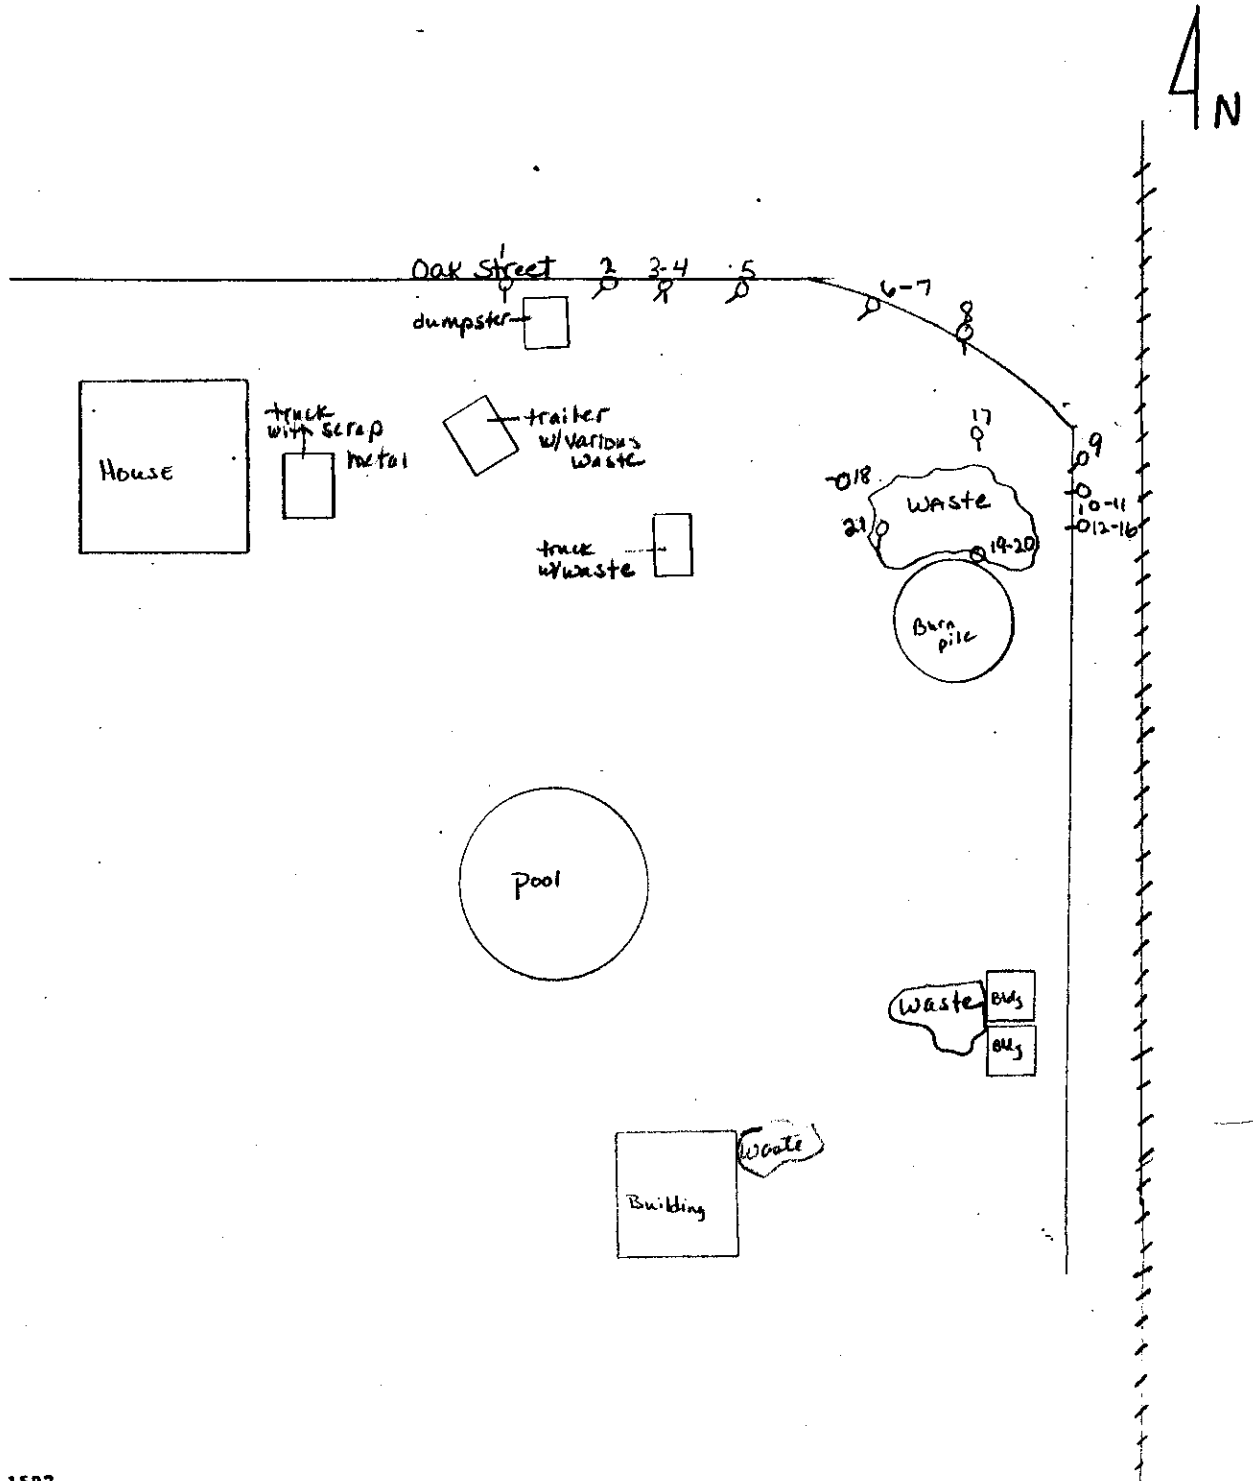 N
1
Oak Street
2
3-4
5
6-7
8
dumpster
truck
with scrap
metal
trailer
w/various
waste
House
17
9
18
Waste
10-11
21
12-16
19-20
truck
w/waste
Burn
pile
Pool
Waste
Bldg
Bldg
Waste
Building